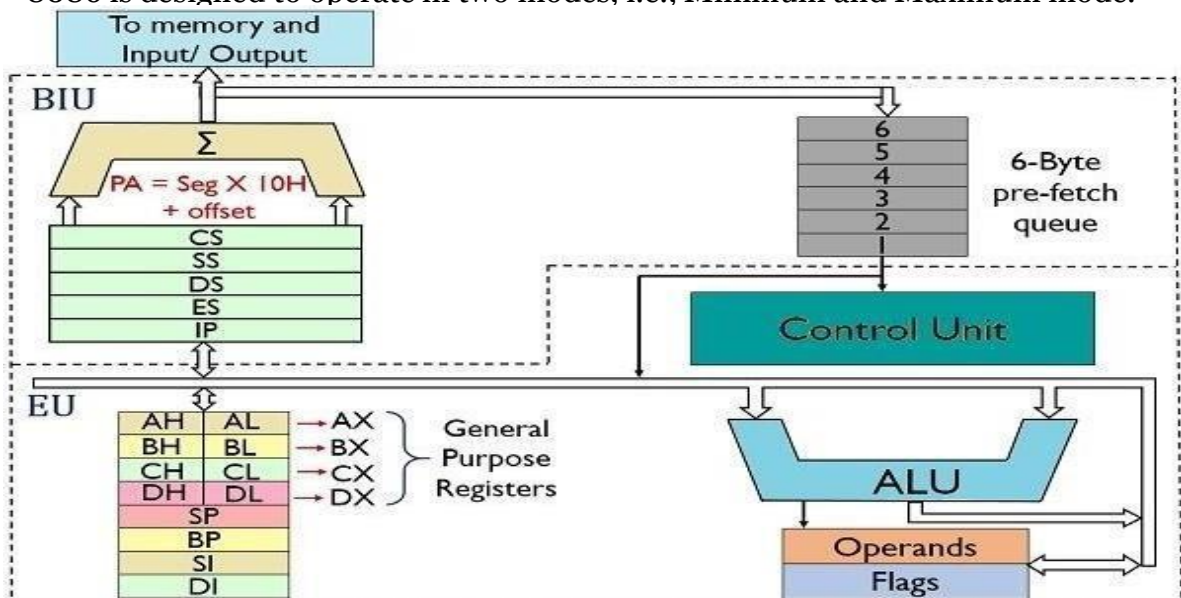 8086 is designed to operate in two modes, i.e., Minimum and Maximum mode.
To memory and
Input/ Output
BIU
Σ
PA = Seg X 10H
+ offset
CS
SS
DS
ES
IP
6
5
4
3
2
1
6-Byte
pre-fetch
queue
Control Unit
EU
AH AL → AX
BH BL → BX
CH CL → CX
DH DL → DX
General
Purpose
Registers
SP
BP
SI
DI
ALU
Operands
Flags